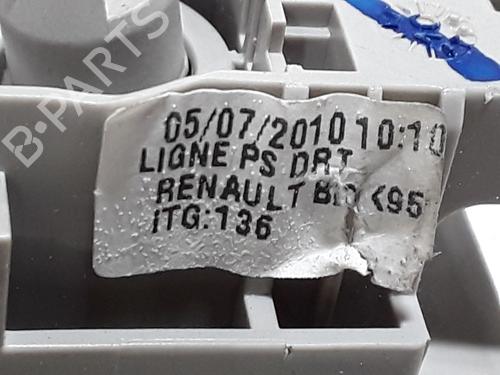 B-PARTS
05/07/2010 10:10
LIGNE PS DRT
RENAULT
ITG:136